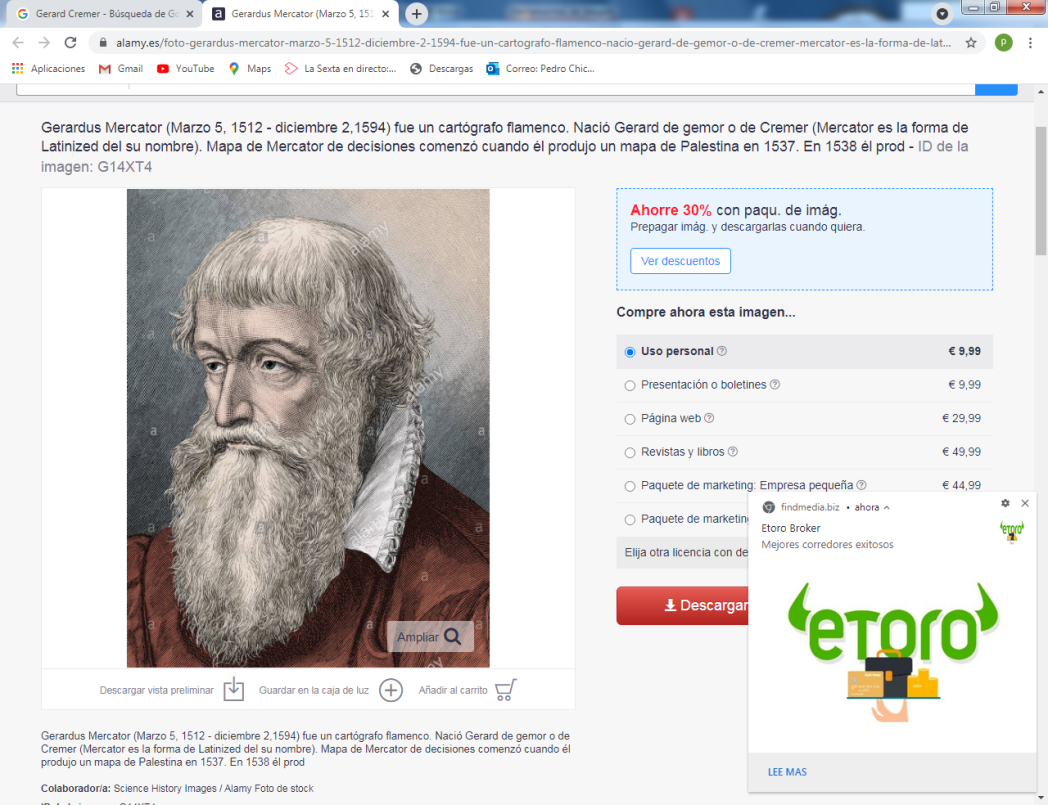 Gerard Cremer - Búsqueda de Go
Gerardus Mercator (Marzo 5, 151
alamy.es/foto-gerardus-mercator-marzo-5-1512-diciembre-2-1594-fue-un-cartografo-flamenco-nacio-gerard-de-gemor-o-de-cremer-mercator-es-la-forma-de-lat...
P
Aplicaciones
Gmail
YouTube
Maps
La Sexta en directo:...
Descargas
Correo: Pedro Chic...
Gerardus Mercator (Marzo 5, 1512 - diciembre 2,1594) fue un cartógrafo flamenco. Nació Gerard de gemor o de Cremer (Mercator es la forma de
Latinized del su nombre). Mapa de Mercator de decisiones comenzó cuando él produjo un mapa de Palestina en 1537. En 1538 él prod - ID de la
imagen: G14XT4
a alamy
Ampliar
Descargar vista preliminar
Guardar en la caja de luz
Añadir al carrito
Gerardus Mercator (Marzo 5, 1512 - diciembre 2,1594) fue un cartógrafo flamenco. Nació Gerard de gemor o de
Cremer (Mercator es la forma de Latinized del su nombre). Mapa de Mercator de decisiones comenzó cuando él
produjo un mapa de Palestina en 1537. En 1538 él prod
Colaborador/a: Science History Images / Alamy Foto de stock
Ahorre 30% con paqu. de imág.
Prepagar imág. y descargarlas cuando quiera.
Ver descuentos
Compre ahora esta imagen...
Uso personal € 9,99
Presentación o boletines € 9,99
Página web € 29,99
Revistas y libros € 49,99
Paquete de marketing: Empresa pequeña € 44,99
Paquete de marketing
Elija otra licencia con de
Descargar
findmedia.biz • ahora
Etoro Broker
Mejores corredores exitosos
eToro
eToro
LEE MAS